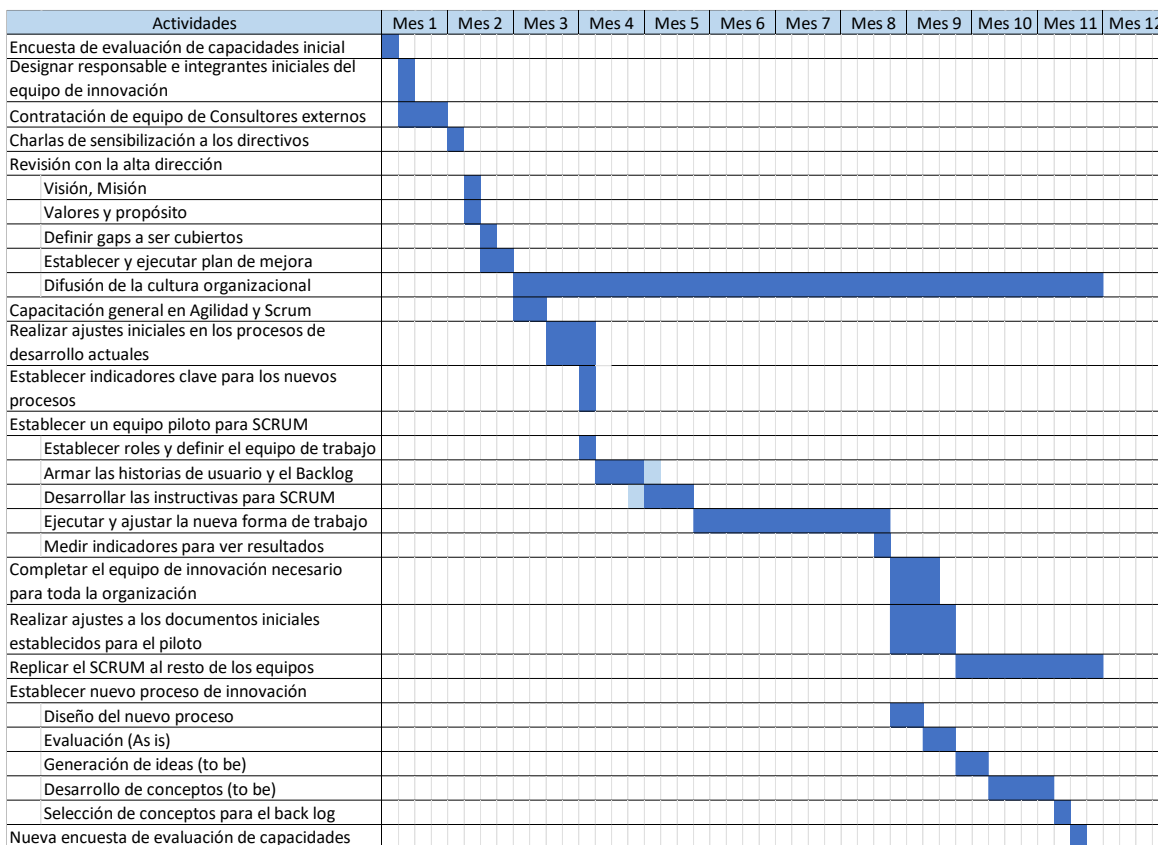 Actividades Mes 1 Mes 2 Mes 3 Mes 4 Mes 5 Mes 6 Mes 7 Mes 8 Mes 9 Mes 10 Mes 11 Mes 12
Encuesta de evaluación de capacidades inicial
Designar responsable e integrantes iniciales del
equipo de innovación
Contratación de equipo de Consultores externos
Charlas de sensibilización a los directivos
Revisión con la alta dirección
Visión, Misión
Valores y propósito
Definir gaps a ser cubiertos
Establecer y ejecutar plan de mejora
Difusión de la cultura organizacional
Capacitación general en Agilidad y Scrum
Realizar ajustes iniciales en los procesos de
desarrollo actuales
Establecer indicadores clave para los nuevos
procesos
Establecer un equipo piloto para SCRUM
Establecer roles y definir el equipo de trabajo
Armar las historias de usuario y el Backlog
Desarrollar las instructivas para SCRUM
Ejecutar y ajustar la nueva forma de trabajo
Medir indicadores para ver resultados
Completar el equipo de innovación necesario
para toda la organización
Realizar ajustes a los documentos iniciales
establecidos para el piloto
Replicar el SCRUM al resto de los equipos
Establecer nuevo proceso de innovación
Diseño del nuevo proceso
Evaluación (As is)
Generación de ideas (to be)
Desarrollo de conceptos (to be)
Selección de conceptos para el back log
Nueva encuesta de evaluación de capacidades